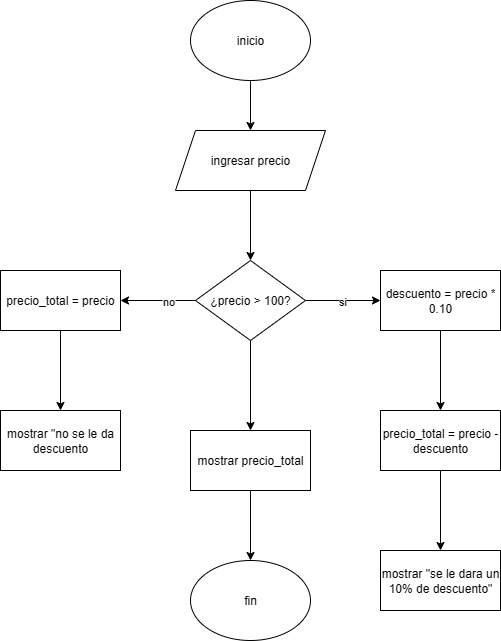 inicio
ingresar precio
precio_total = precio
no
¿precio > 100?
si
descuento = precio *
0.10
mostrar "no se le da
descuento
mostrar precio_total
precio_total = precio -
descuento
fin
mostrar "se le dara un
10% de descuento"